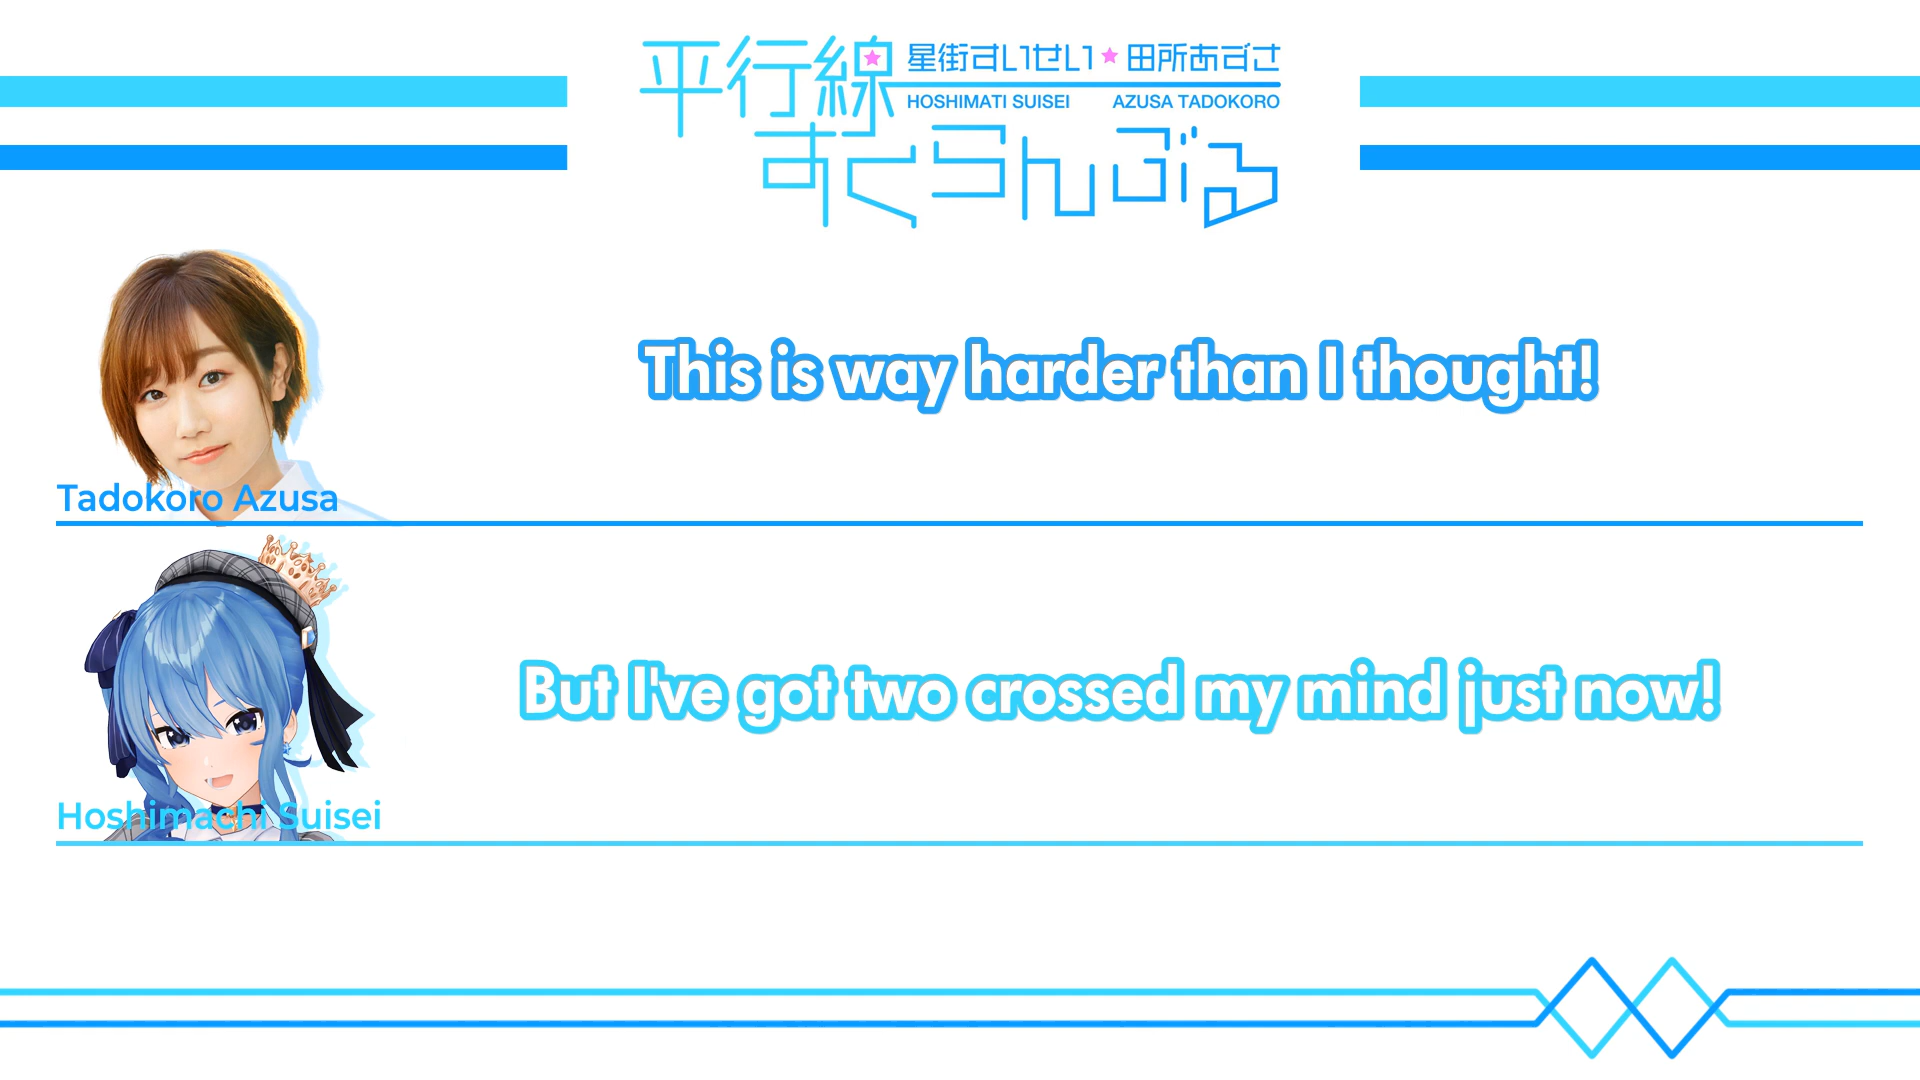 平行線
星街すいせい★田所あずさ
HOSHIMATI SUISEI AZUSA TADOKORO
すくらんぶる
This is way harder than I thought!
Tadokoro Azusa
But I've got two crossed my mind just now!
Hoshimachi Suisei